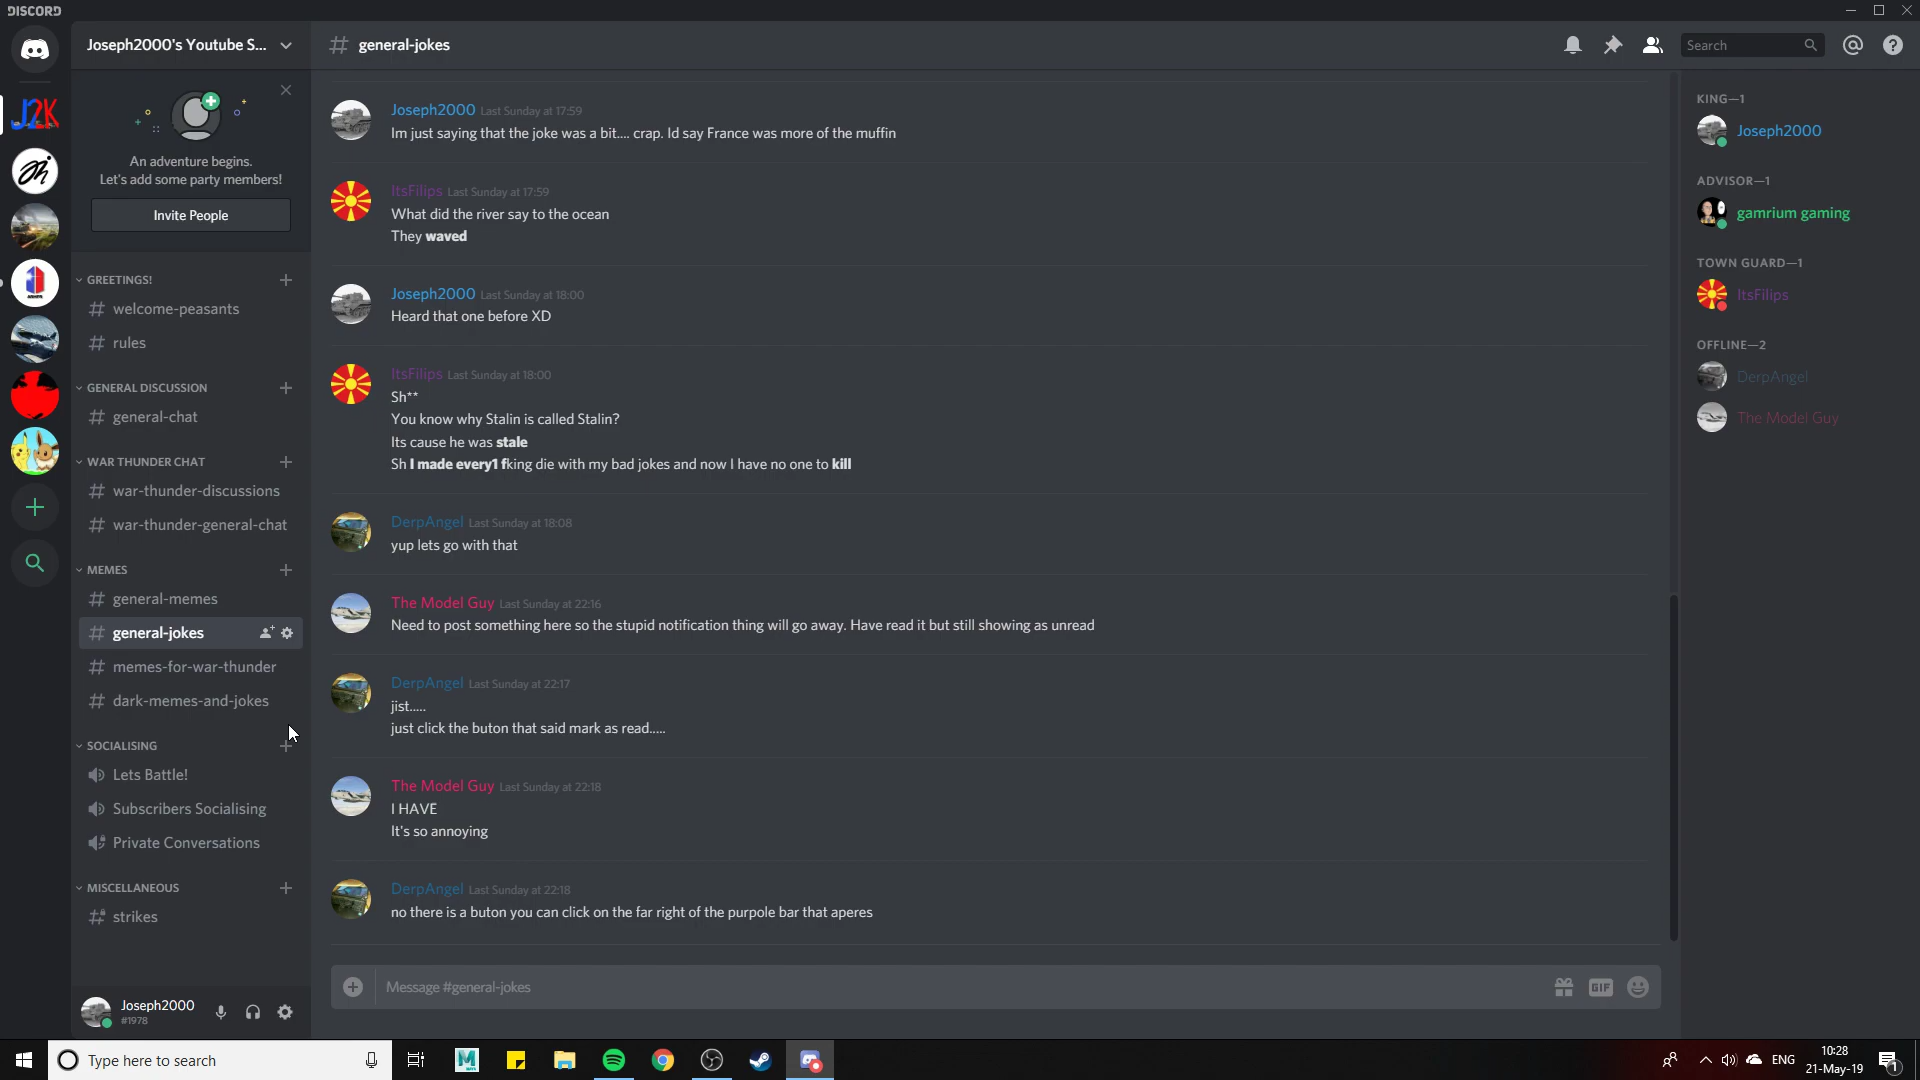 DISCORD
Joseph2000's Youtube S...
general-jokes
Search
J2K
An adventure begins.
Let's add some party members!
Invite People
GREETINGS!
welcome-peasants
rules
GENERAL DISCUSSION
general-chat
WAR THUNDER CHAT
war-thunder-discussions
war-thunder-general-chat
MEMES
general-memes
general-jokes
memes-for-war-thunder
dark-memes-and-jokes
SOCIALISING
Lets Battle!
Subscribers Socialising
Private Conversations
MISCELLANEOUS
strikes
Joseph2000
#1978
Joseph2000 Last Sunday at 17:59
Im just saying that the joke was a bit.... crap. Id say France was more of the muffin
ItsFilips Last Sunday at 17:59
What did the river say to the ocean
They waved
Joseph2000 Last Sunday at 18:00
Heard that one before XD
ItsFilips Last Sunday at 18:00
Sh**
You know why Stalin is called Stalin?
Its cause he was stale
Sh I made every1 fking die with my bad jokes and now I have no one to kill
DerpAngel Last Sunday at 18:08
yup lets go with that
The Model Guy Last Sunday at 22:16
Need to post something here so the stupid notification thing will go away. Have read it but still showing as unread
DerpAngel Last Sunday at 22:17
jist.....
just click the buton that said mark as read.....
The Model Guy Last Sunday at 22:18
I HAVE
It's so annoying
DerpAngel Last Sunday at 22:18
no there is a buton you can click on the far right of the purpole bar that aperes
Message #general-jokes
GIF
KING—1
Joseph2000
ADVISOR—1
gamrium gaming
TOWN GUARD—1
ItsFilips
OFFLINE—2
DerpAngel
The Model Guy
Type here to search
M
ENG
10:28
21-May-19
1